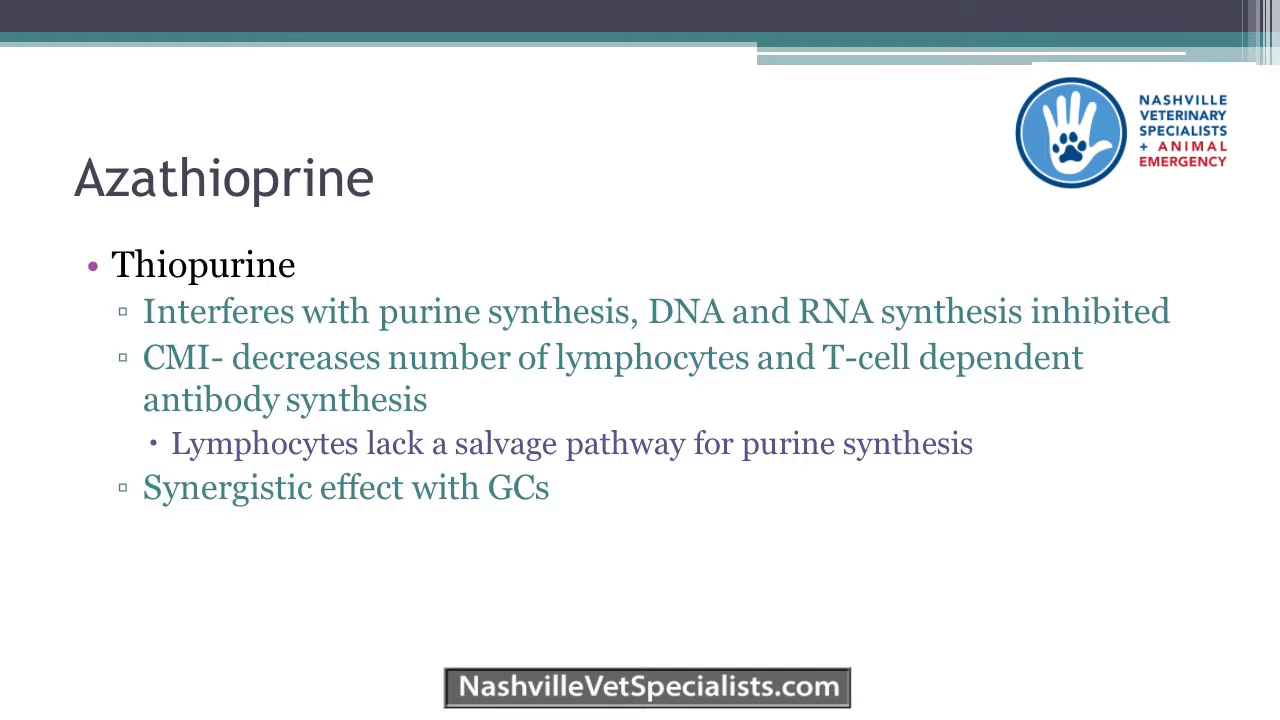 NASHVILLE
VETERINARY
SPECIALISTS
+ ANIMAL
EMERGENCY
Azathioprine
• Thiopurine
▫ Interferes with purine synthesis, DNA and RNA synthesis inhibited
▫ CMI- decreases number of lymphocytes and T-cell dependent
antibody synthesis
▪ Lymphocytes lack a salvage pathway for purine synthesis
▫ Synergistic effect with GCs
NashvilleVetSpecialists.com